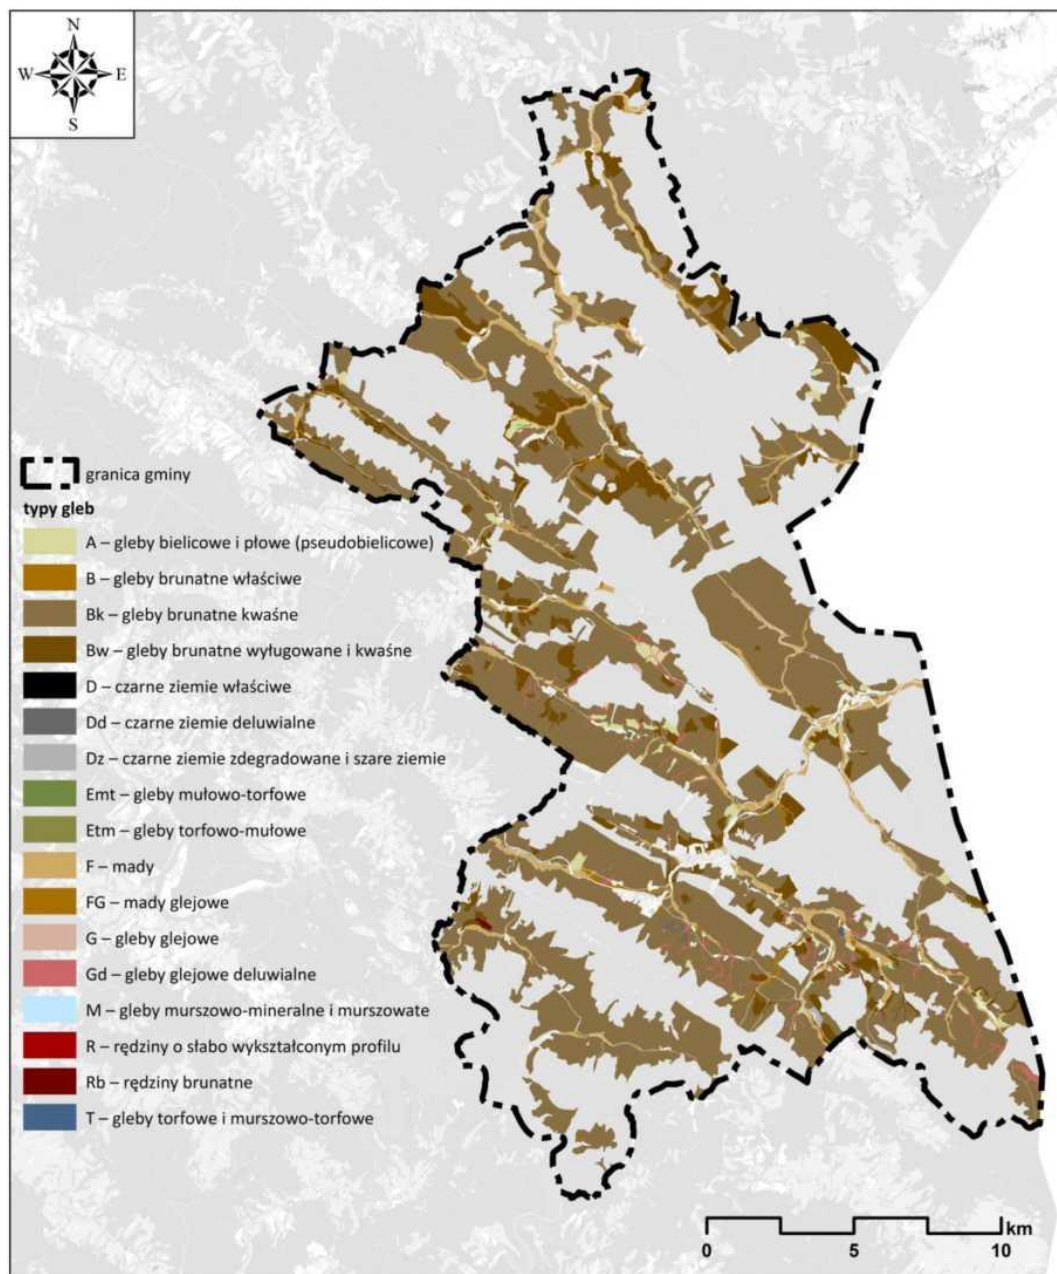 N
W E
S
granica gminy
typy gleb
A – gleby bielicowe i płowe (pseudobielicowe)
B – gleby brunatne właściwe
Bk – gleby brunatne kwaśne
Bw – gleby brunatne wyługowane i kwaśne
D – czarne ziemie właściwe
Dd – czarne ziemie deluwialne
Dz – czarne ziemie zdegradowane i szare ziemie
Emt – gleby mułowo-torfowe
Etm – gleby torfowo-mułowe
F – mady
FG – mady glejowe
G – gleby glejowe
Gd – gleby glejowe deluwialne
M – gleby murszowo-mineralne i murszowate
R – rędziny o słabo wykształconym profilu
Rb – rędziny brunatne
T – gleby torfowe i murszowo-torfowe
km
0 5 10